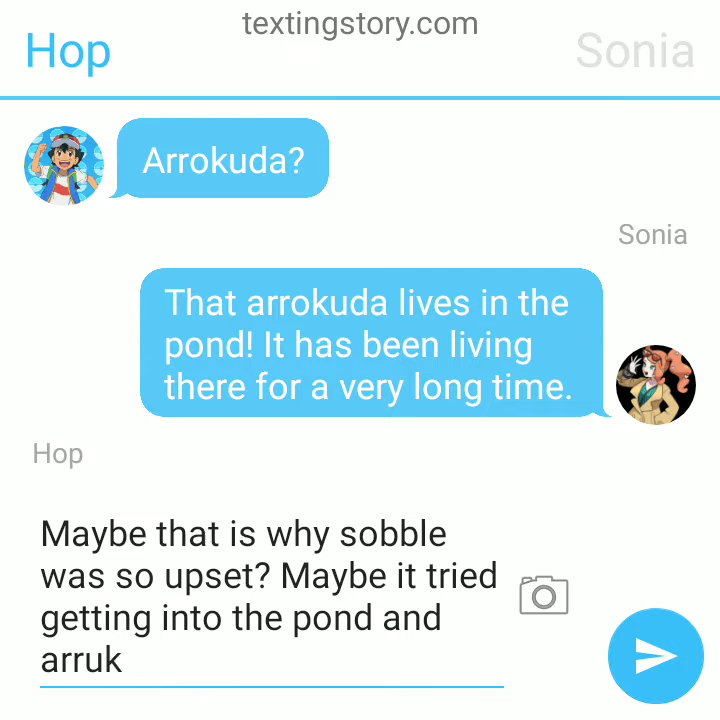 textingstory.com
Hop
Sonia
Arrokuda?
Sonia
That arrokuda lives in the
pond! It has been living
there for a very long time.
Hop
Maybe that is why sobble
was so upset? Maybe it tried
getting into the pond and
arruk